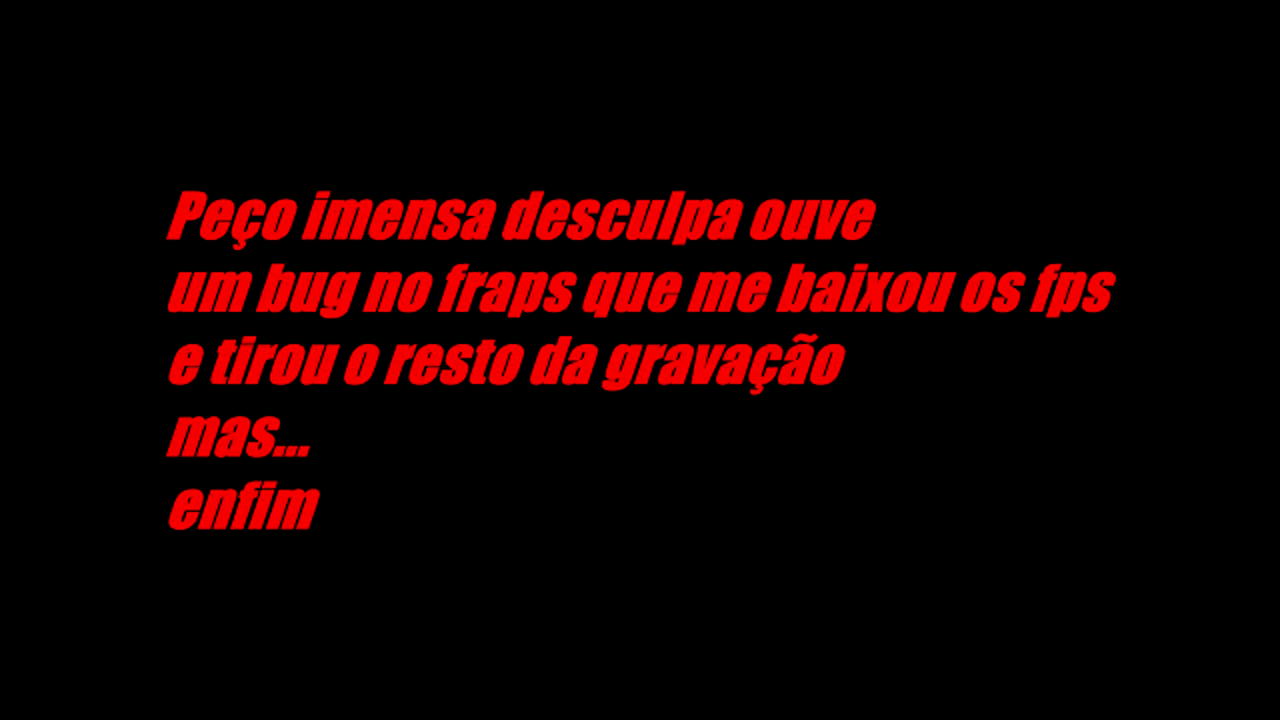 Peço imensa desculpa ouve
um bug no fraps que me baixou os fps
e tirou o resto da gravação
mas...
enfim